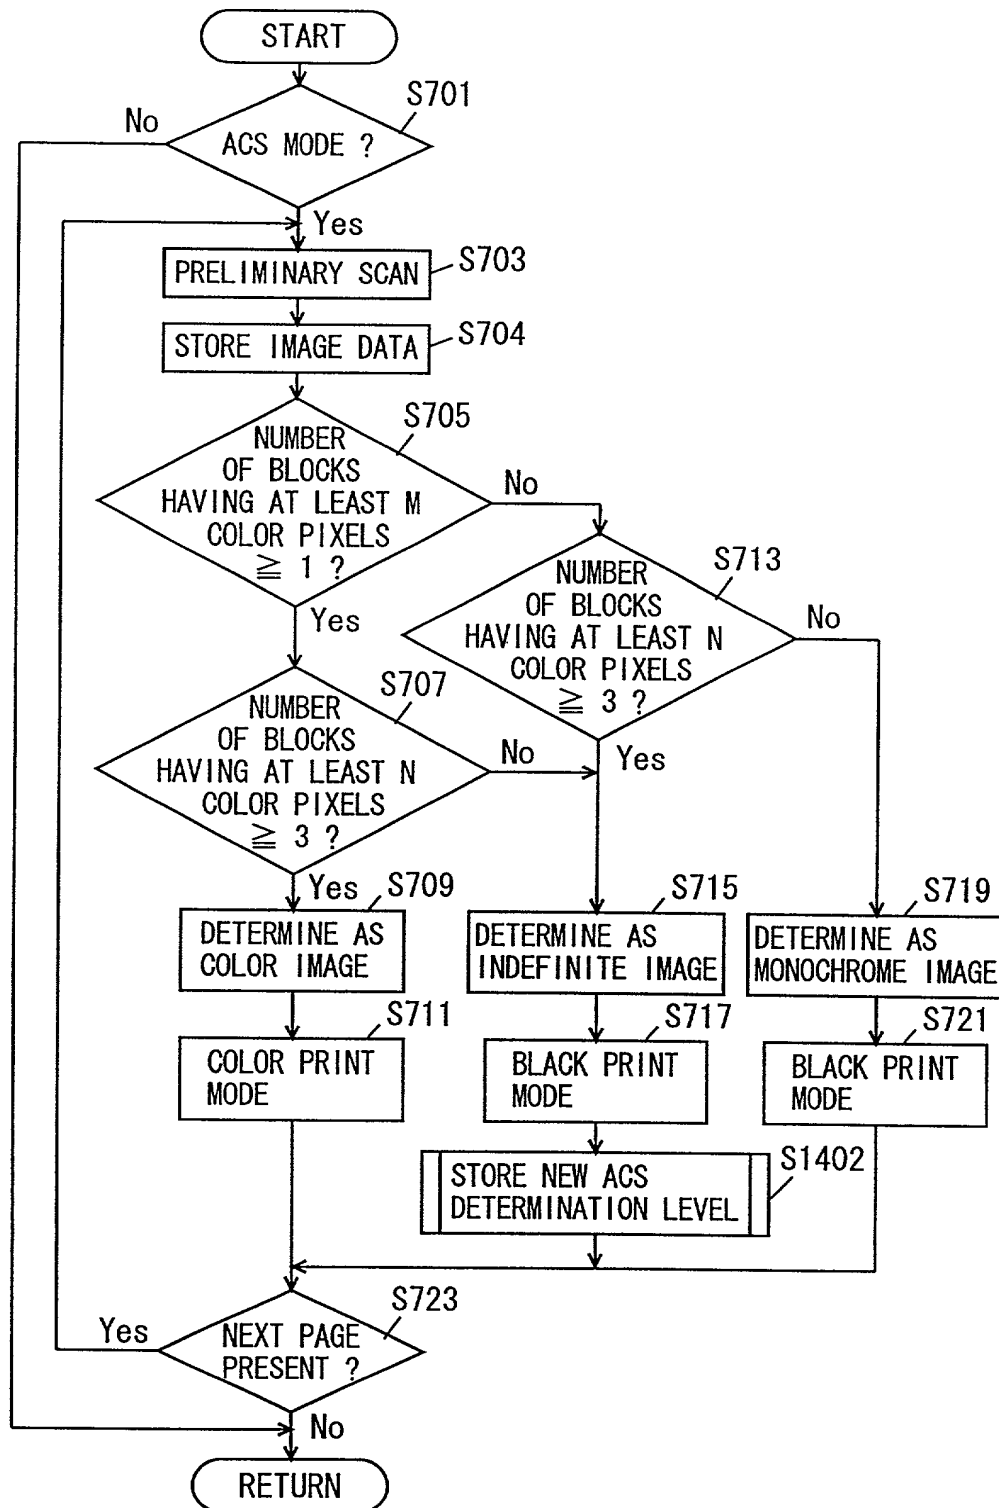 START
S701
No
ACS MODE ?
Yes
PRELIMINARY SCAN
S703
STORE IMAGE DATA
S704
S705
NUMBER
OF BLOCKS
HAVING AT LEAST M
COLOR PIXELS
≧ 1 ?
No
Yes
S713
NUMBER
OF BLOCKS
HAVING AT LEAST N
COLOR PIXELS
≧ 3 ?
No
Yes
S707
NUMBER
OF BLOCKS
HAVING AT LEAST N
COLOR PIXELS
≧ 3 ?
No
Yes
S709
DETERMINE AS
COLOR IMAGE
S715
DETERMINE AS
INDEFINITE IMAGE
S719
DETERMINE AS
MONOCHROME IMAGE
S711
COLOR PRINT
MODE
S717
BLACK PRINT
MODE
S721
BLACK PRINT
MODE
S1402
STORE NEW ACS
DETERMINATION LEVEL
S723
Yes
NEXT PAGE
PRESENT ?
No
RETURN